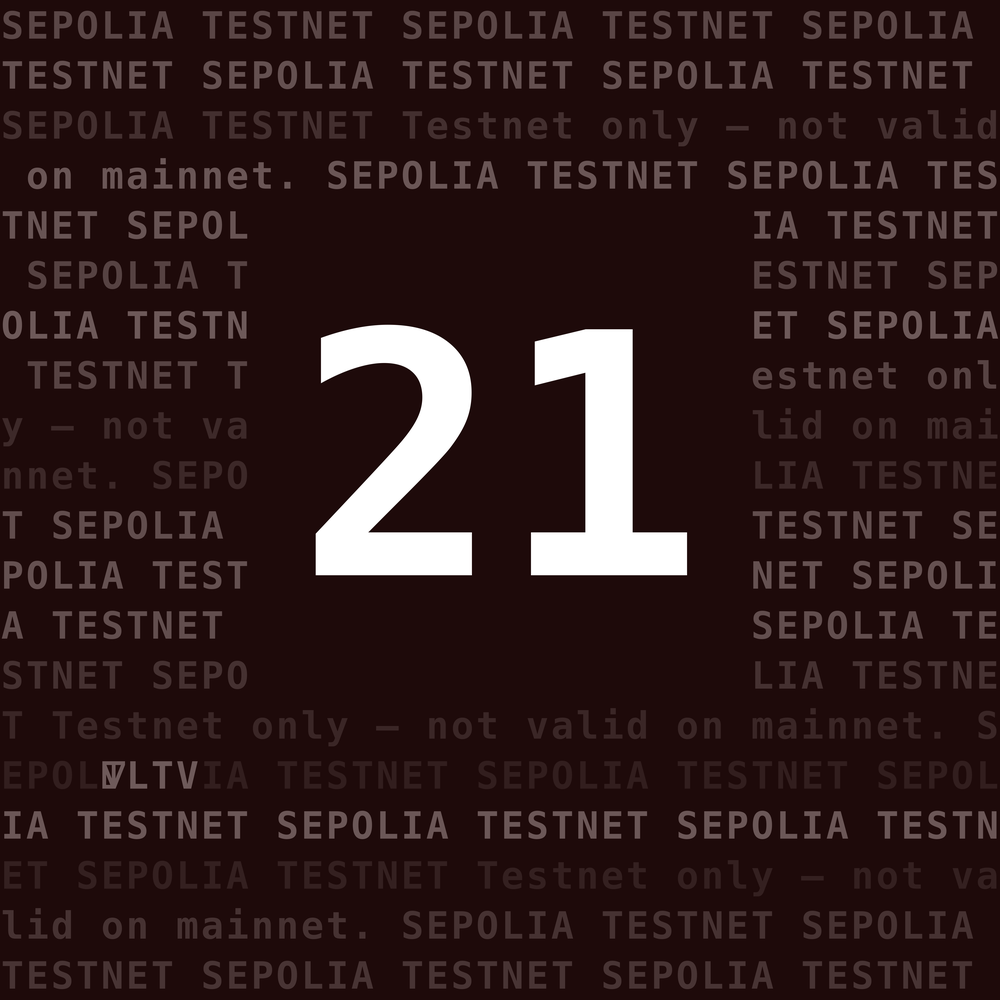 SEPOLIA TESTNET SEPOLIA TESTNET SEPOLIA
TESTNET SEPOLIA TESTNET SEPOLIA TESTNET
SEPOLIA TESTNET Testnet only — not valid
on mainnet. SEPOLIA TESTNET SEPOLIA TES
TNET SEPOL IA TESTNET
SEPOLIA T ESTNET SEP
OLIA TESTN ET SEPOLIA
TESTNET T estnet onl
21
y — not va lid on mai
nnet. SEPO LIA TESTNE
T SEPOLIA TESTNET SE
POLIA TEST NET SEPOLI
A TESTNET SEPOLIA TE
STNET SEPO LIA TESTNE
T Testnet only — not valid on mainnet. S
EPOL VLTV IA TESTNET SEPOLIA TESTNET SEPOL
IA TESTNET SEPOLIA TESTNET SEPOLIA TESTN
ET SEPOLIA TESTNET Testnet only — not va
lid on mainnet. SEPOLIA TESTNET SEPOLIA
TESTNET SEPOLIA TESTNET SEPOLIA TESTNET